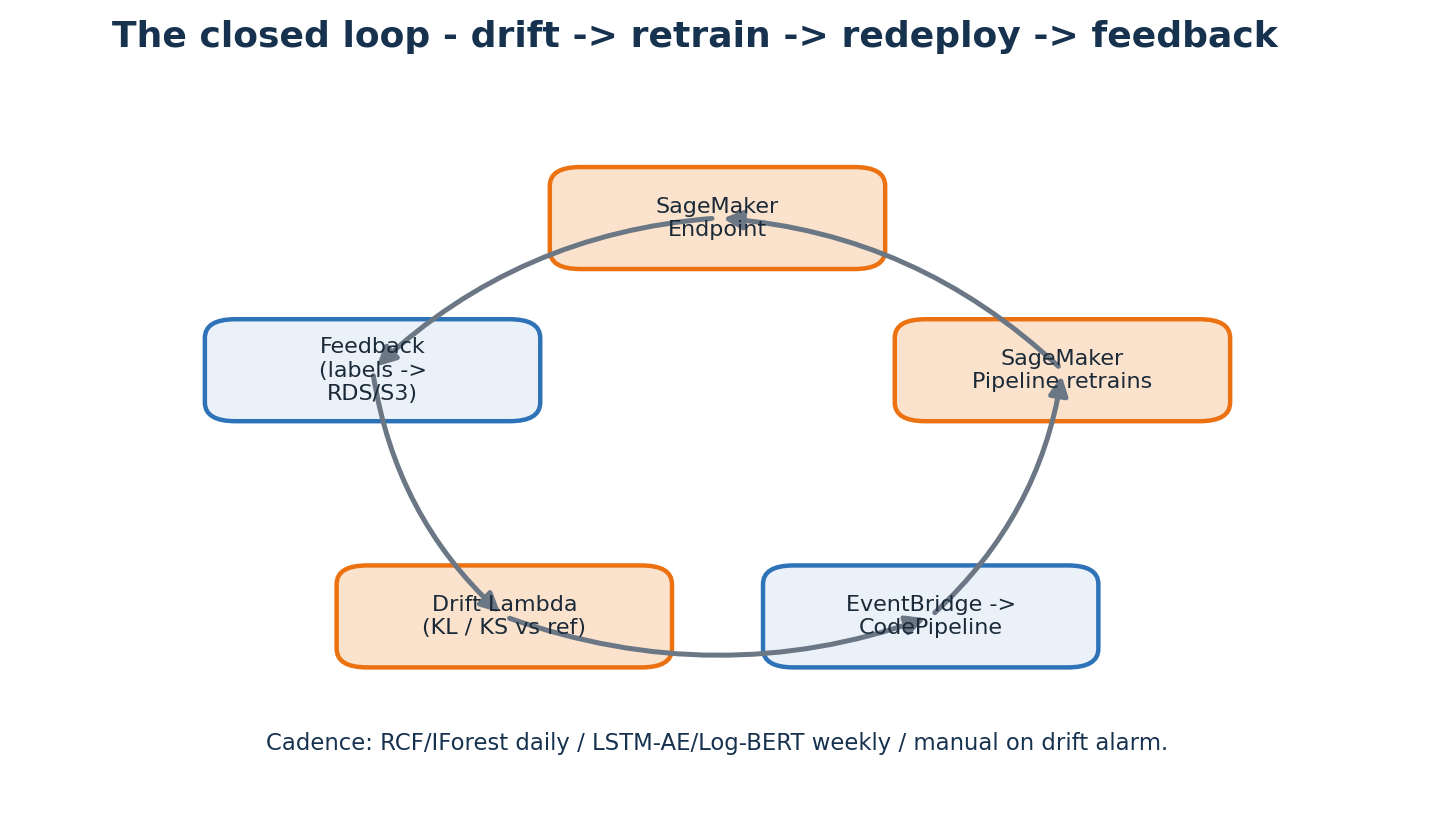 The closed loop - drift -> retrain -> redeploy -> feedback
SageMaker
Endpoint
Feedback
(labels ->
RDS/S3)
SageMaker
Pipeline retrains
Drift Lambda
(KL / KS vs ref)
EventBridge ->
CodePipeline
Cadence: RCF/IForest daily / LSTM-AE/Log-BERT weekly / manual on drift alarm.